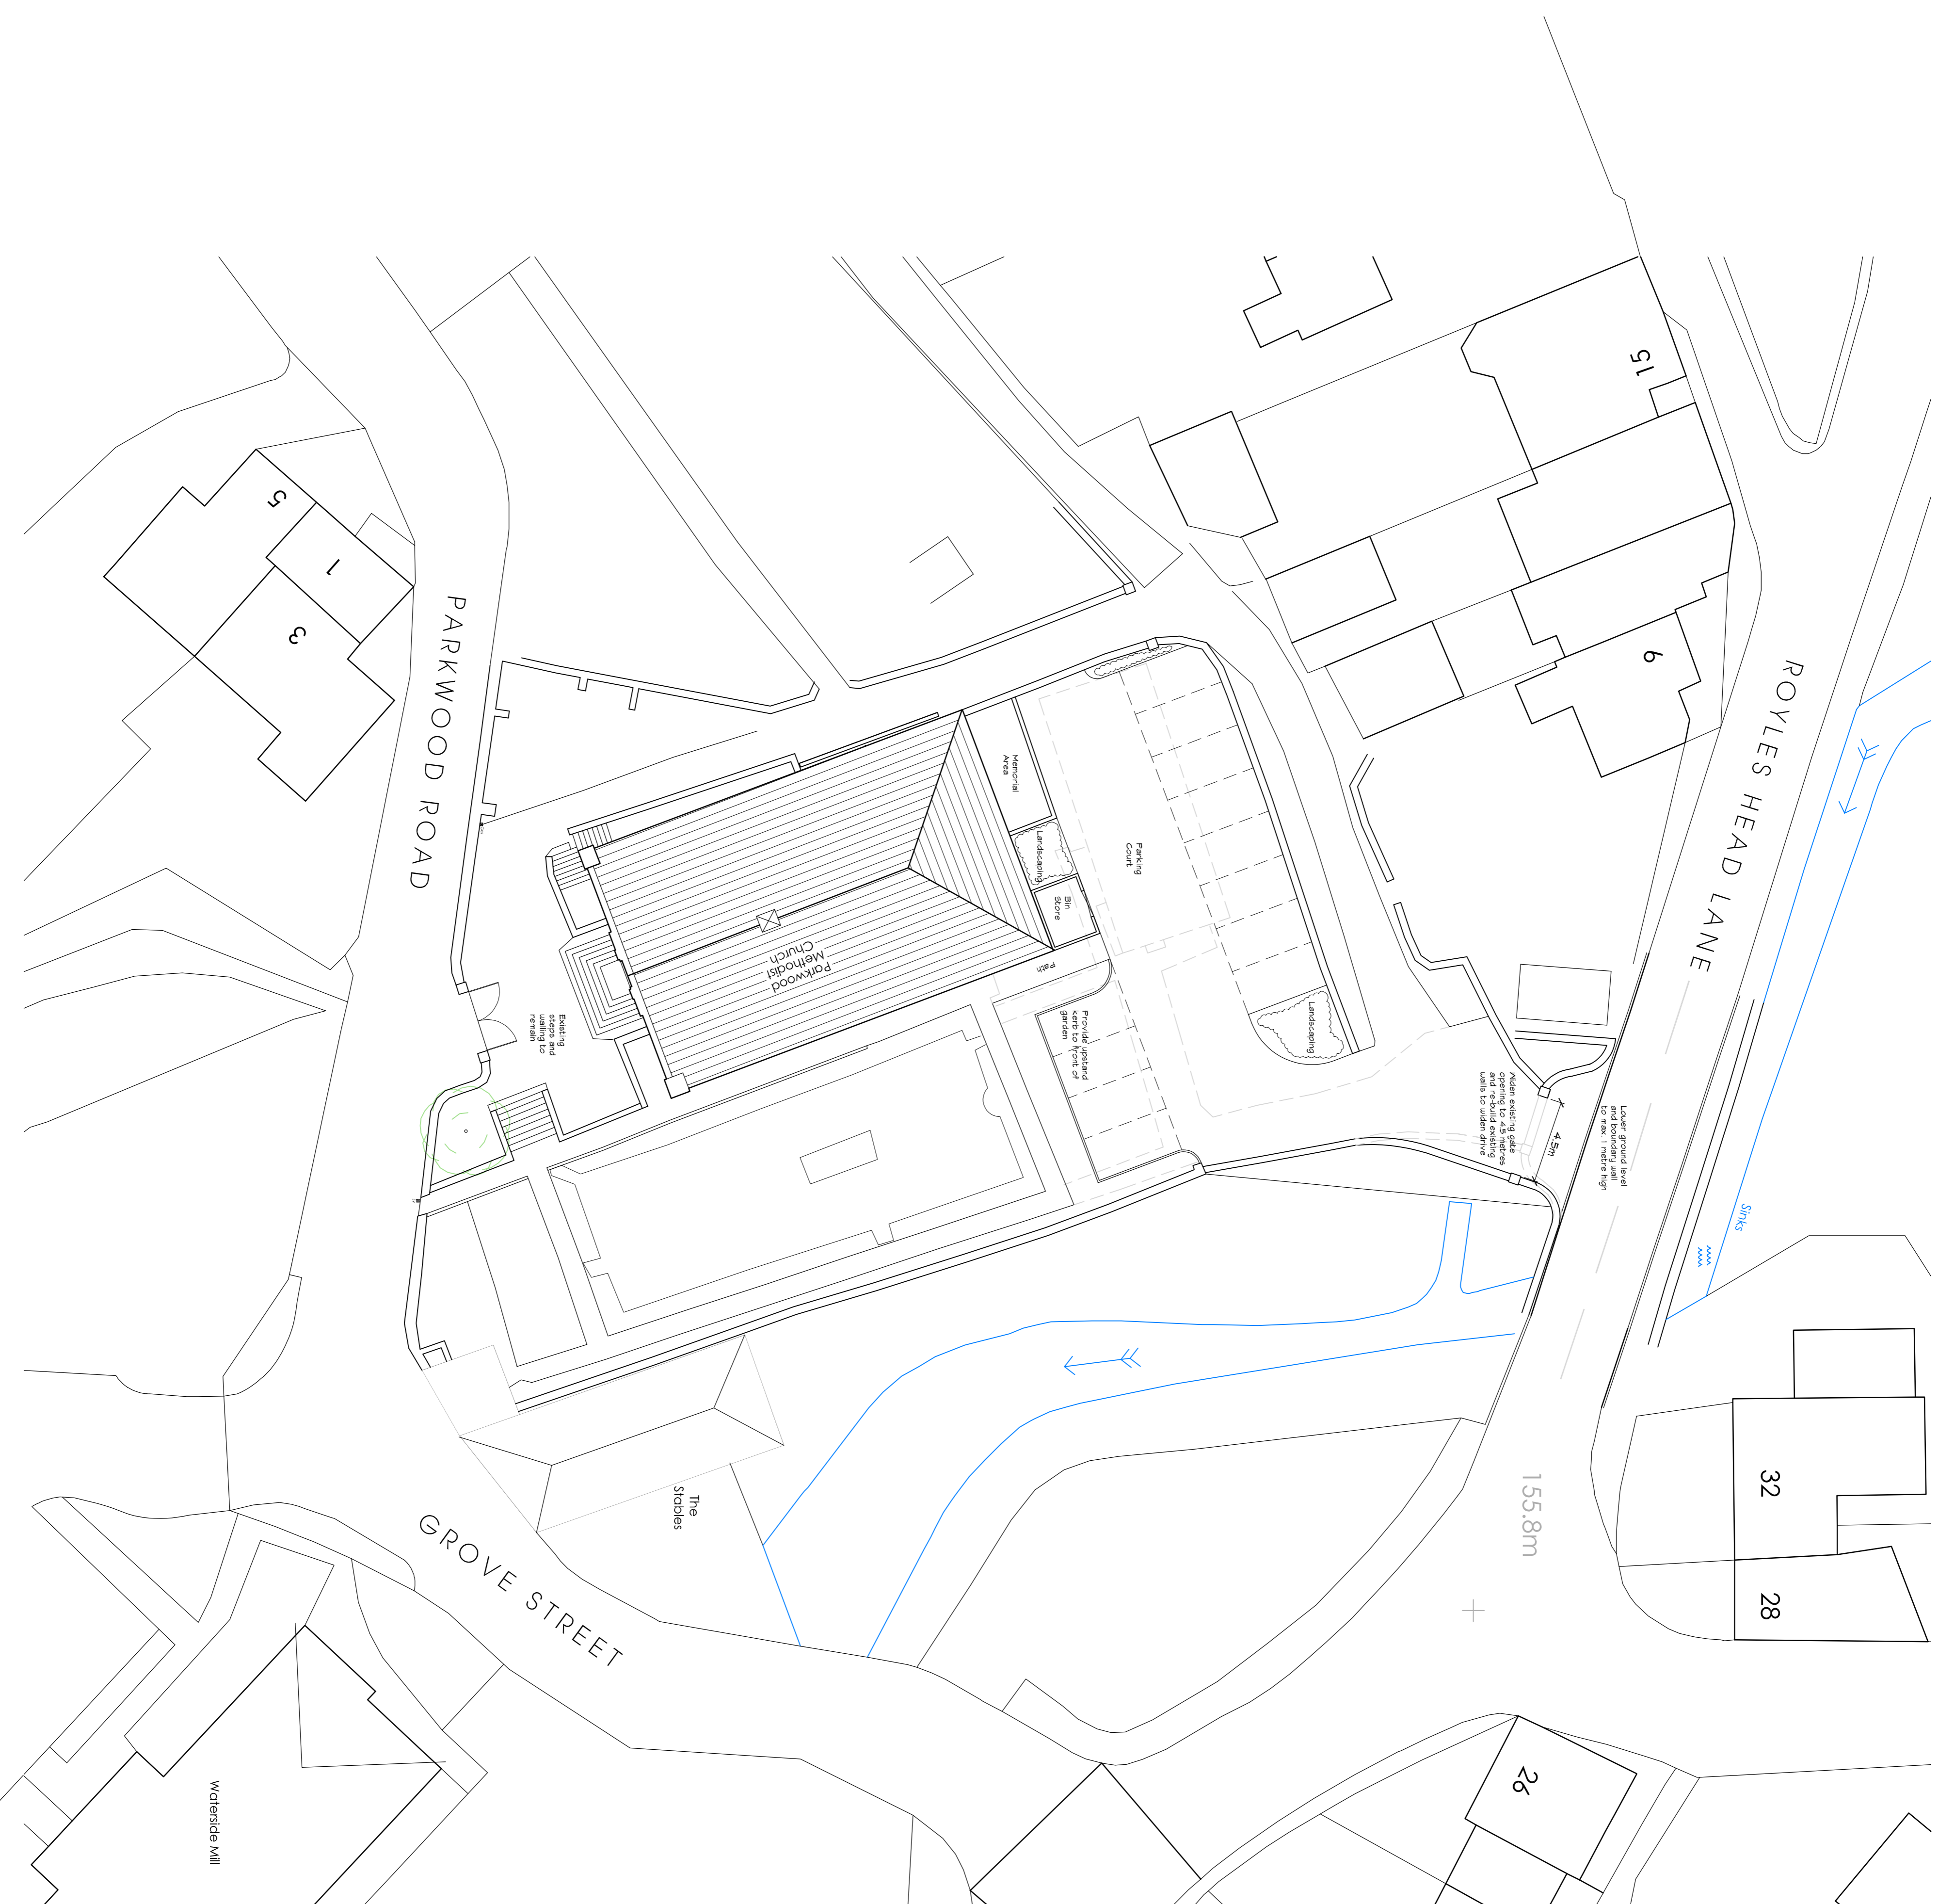 15
5
1
3
6
PARKWOOD ROAD
ROYLES HEAD LANE
Memorial
Area
Landscaping
Bin
Store
Parking
Court
Parkwood
Methodist
Church
Path
Landscaping
Existing
steps and
walling to
remain
Provide upstand
kerb to front of
garden
Widen existing gate
opening to 4.5 metres
and re-build existing
walls to widen drive
4.5m
Lower ground level
and boundary wall
to max. 1 metre high
Sinks
The
Stables
GROVE STREET
155.8m
32
28
26
Waterside Mill